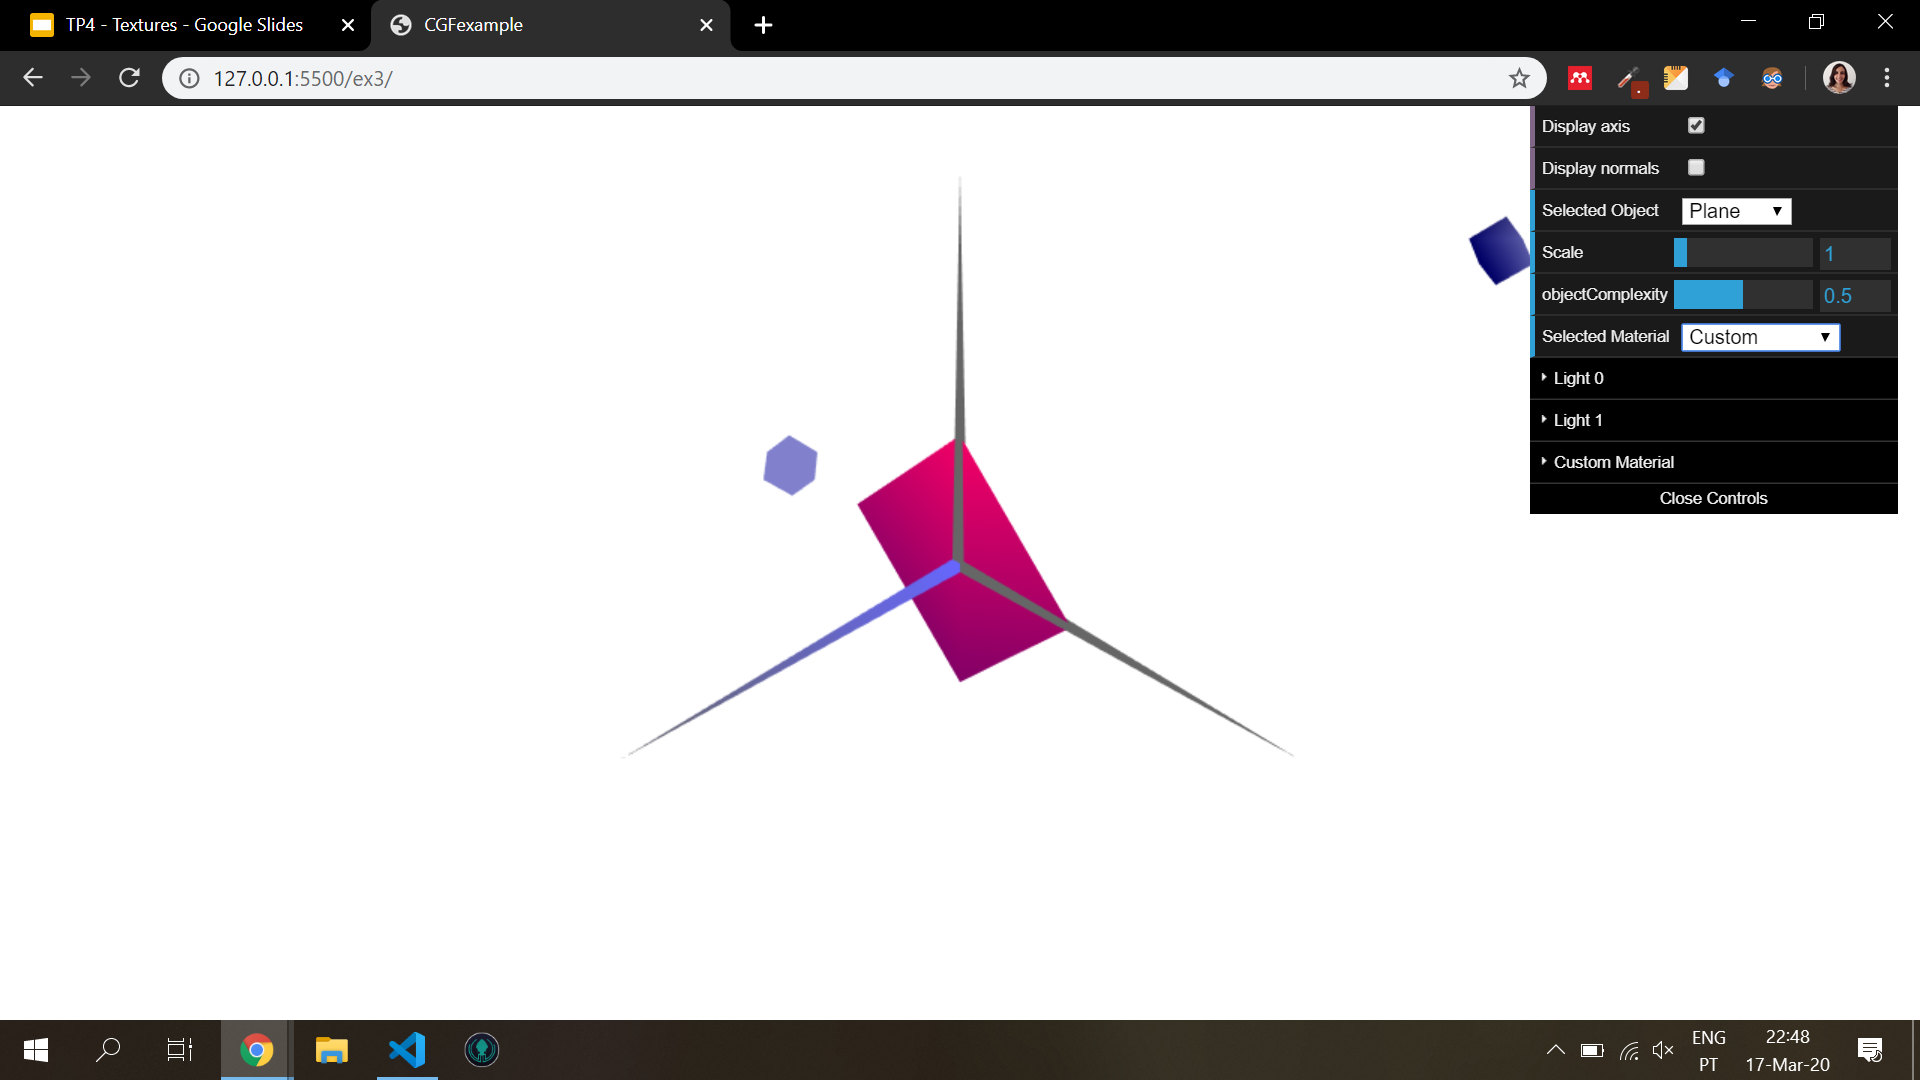 TP4 - Textures - Google Slides
CGFexample
127.0.0.1:5500/ex3/
Display axis
Display normals
Selected Object Plane
Scale 1
objectComplexity 0.5
Selected Material Custom
Light 0
Light 1
Custom Material
Close Controls
ENG 22:48
PT 17-Mar-20